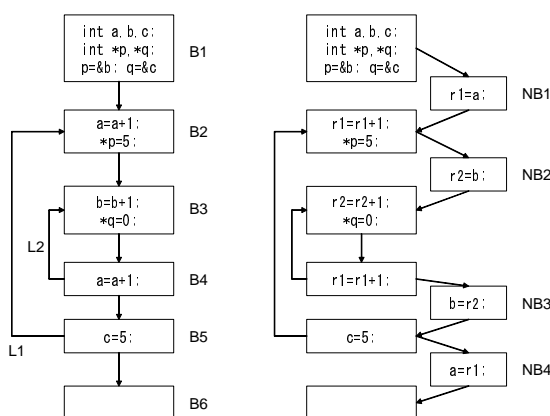 int a, b, c;
int *p, *q;
p=&b; q=&c
B1
a=a+1;
*p=5;
B2
b=b+1;
*q=0;
B3
L2
a=a+1;
B4
c=5;
B5
L1
B6
int a, b, c;
int *p, *q;
p=&b; q=&c
r1=a;
NB1
r1=r1+1;
*p=5;
r2=b;
NB2
r2=r2+1;
*q=0;
r1=r1+1;
b=r2;
NB3
c=5;
a=r1;
NB4